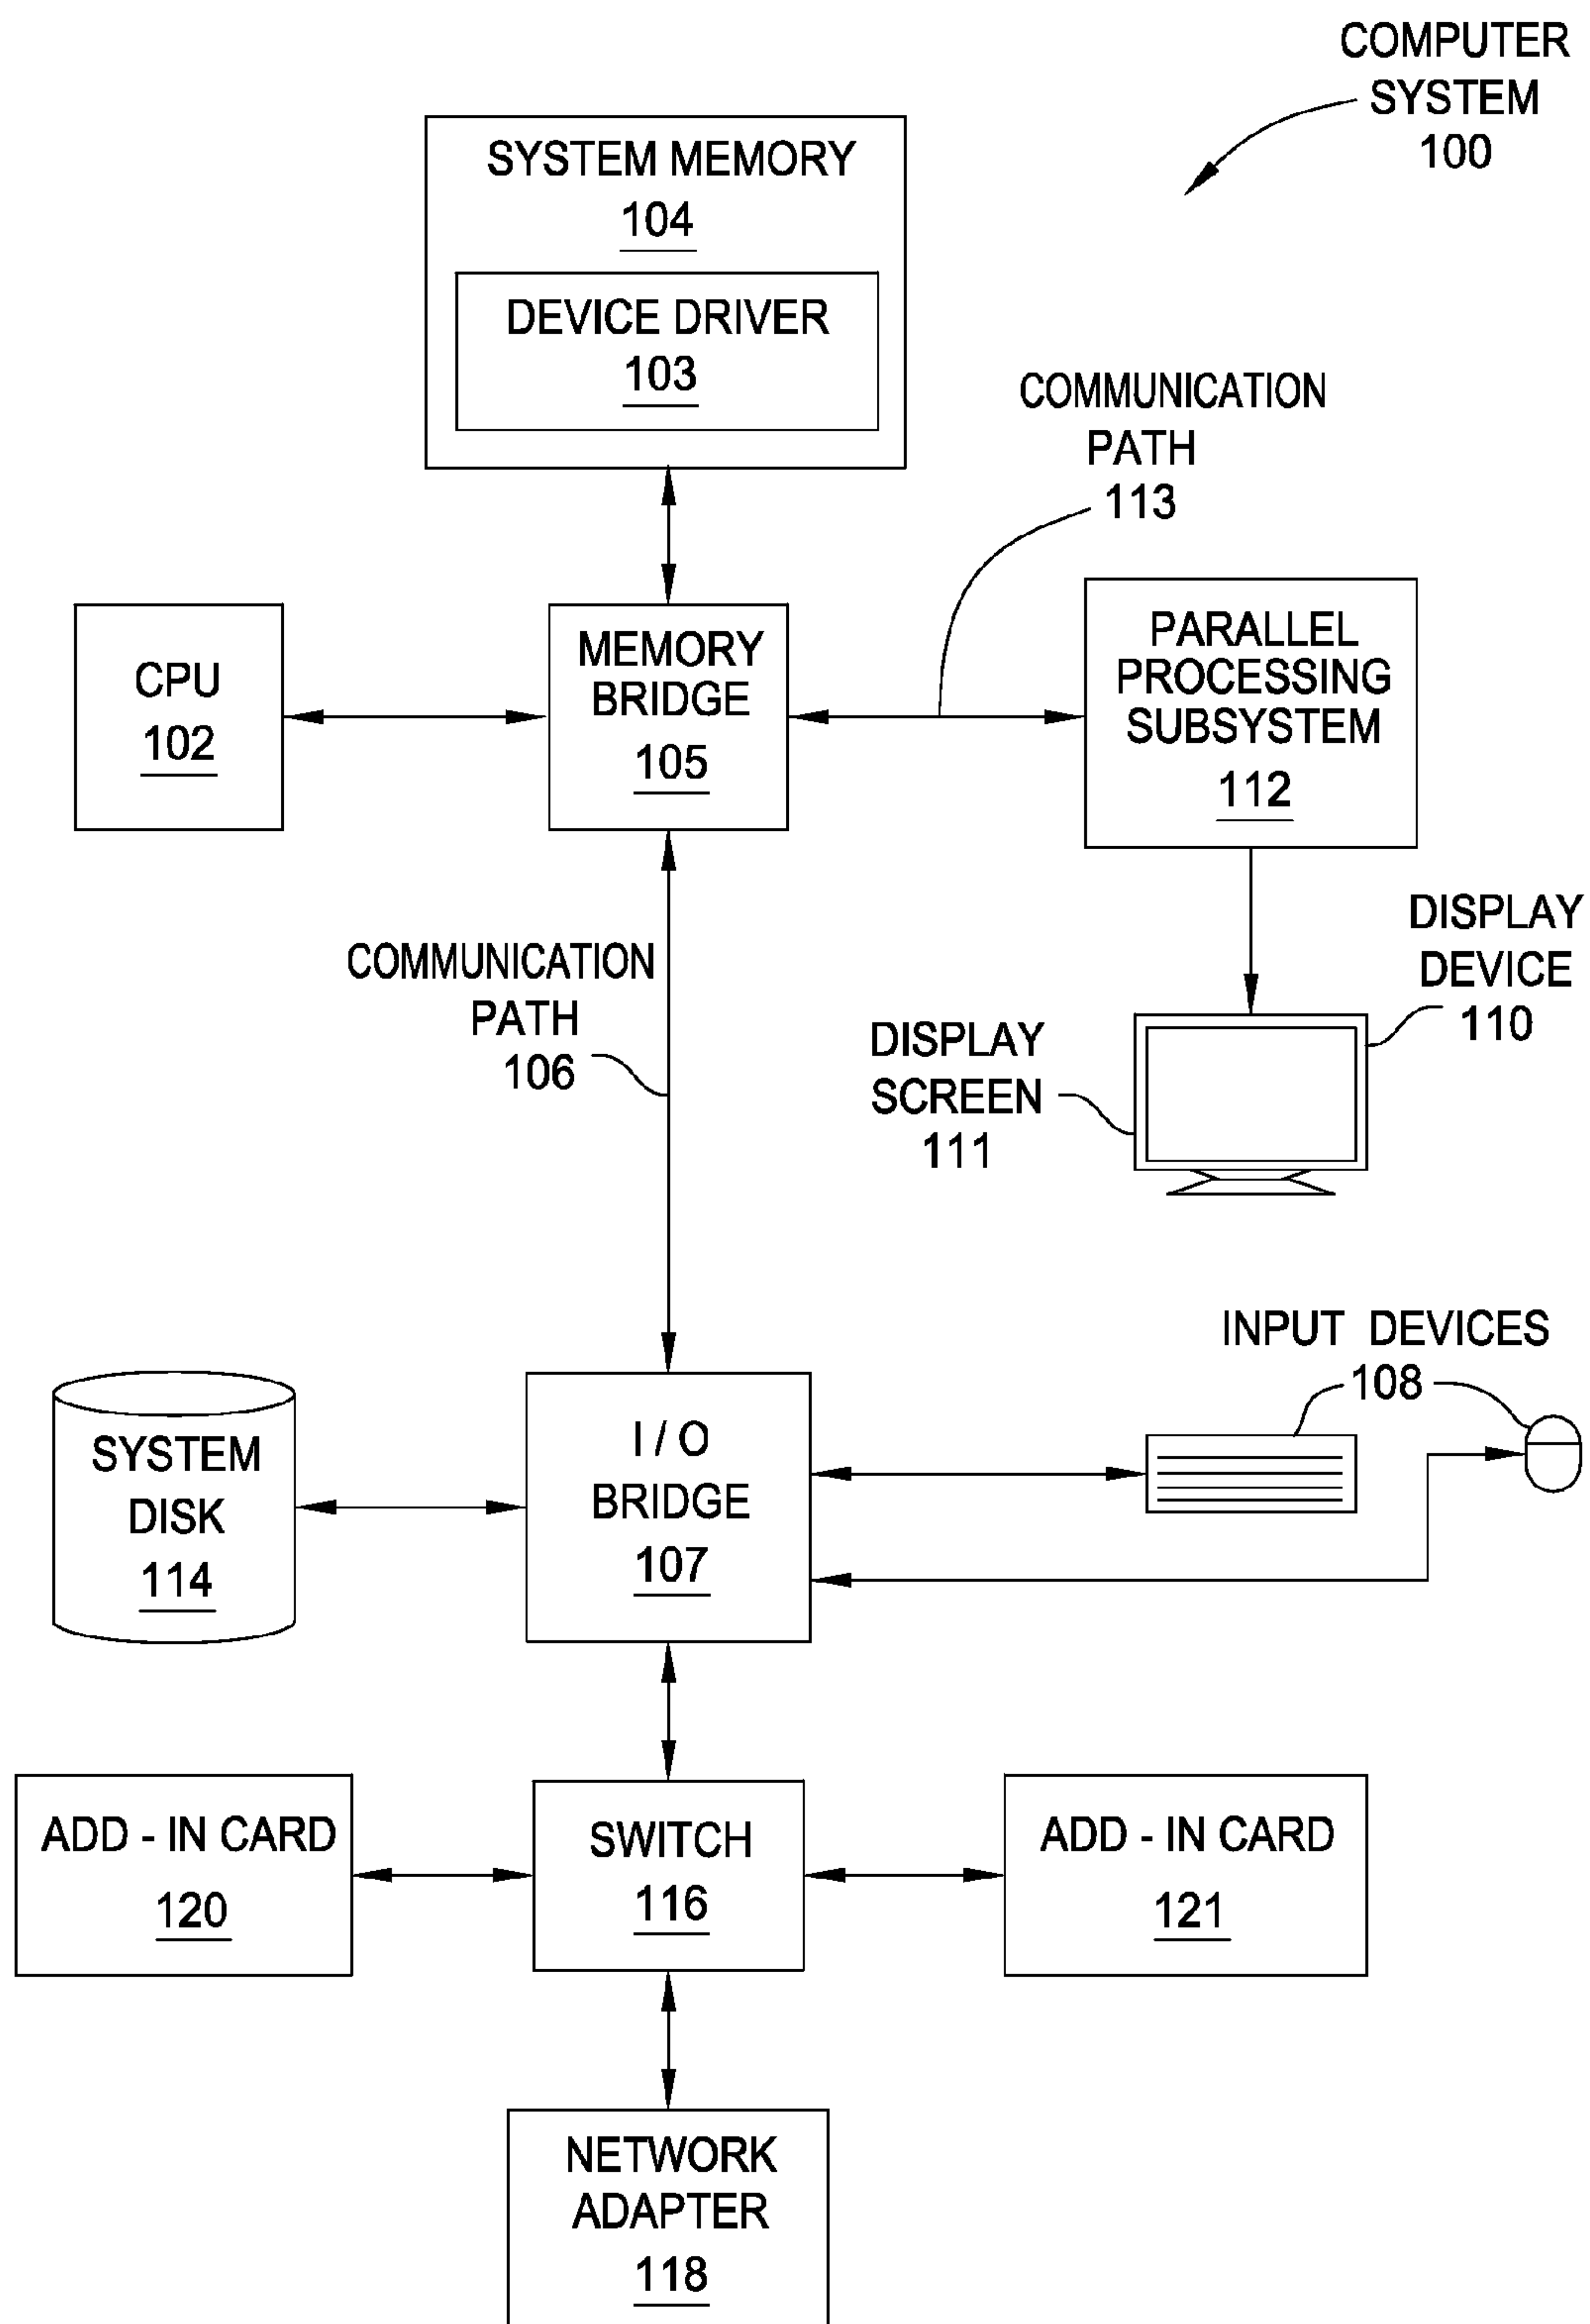 COMPUTER
SYSTEM
100
SYSTEM MEMORY
104
DEVICE DRIVER
103
COMMUNICATION
PATH
113
CPU
102
MEMORY
BRIDGE
105
PARALLEL
PROCESSING
SUBSYSTEM
112
COMMUNICATION
PATH
106
DISPLAY
DEVICE
110
DISPLAY
SCREEN
111
INPUT DEVICES
108
SYSTEM
DISK
114
I / O
BRIDGE
107
ADD - IN CARD
120
SWITCH
116
ADD - IN CARD
121
NETWORK
ADAPTER
118